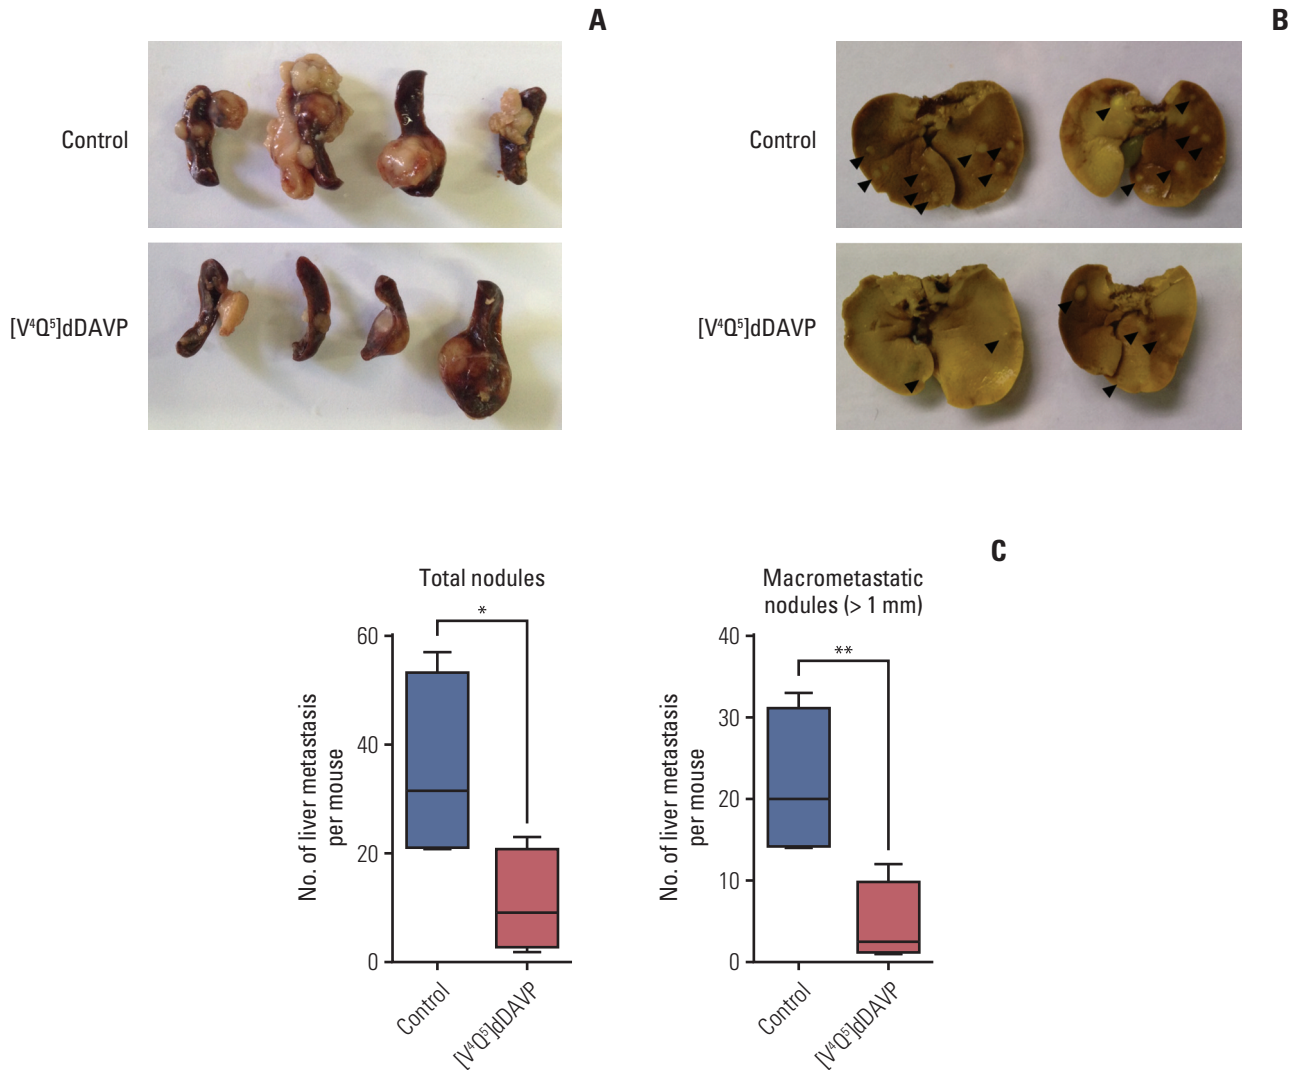 A
B
Control
Control
[V⁴Q⁵]dDAVP
[V⁴Q⁵]dDAVP
C
Total nodules
*
60
40
20
0
No. of liver metastasis
per mouse
Control
[V⁴Q⁵]dDAVP
Macrometastatic
nodules (> 1 mm)
**
40
30
20
10
0
No. of liver metastasis
per mouse
Control
[V⁴Q⁵]dDAVP